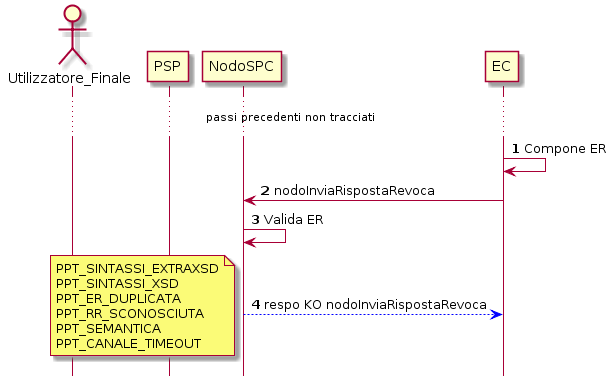 Utilizzatore_Finale
PSP
NodoSPC
EC
passi precedenti non tracciati
1 Compone ER
2 nodoInviaRispostaRevoca
3 Valida ER
PPT_SINTASSI_EXTRAXSD
PPT_SINTASSI_XSD
PPT_ER_DUPLICATA
PPT_RR_SCONOSCIUTA
PPT_SEMANTICA
PPT_CANALE_TIMEOUT
4 respo KO nodoInviaRispostaRevoca